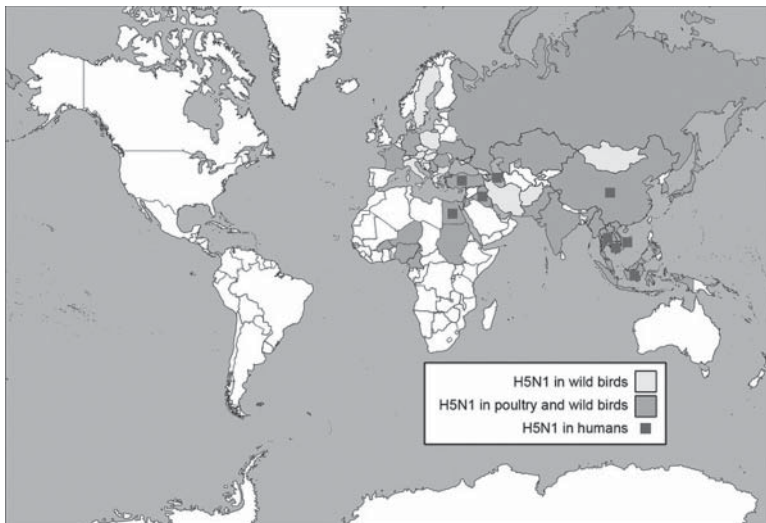 H5N1 in wild birds
H5N1 in poultry and wild birds
H5N1 in humans